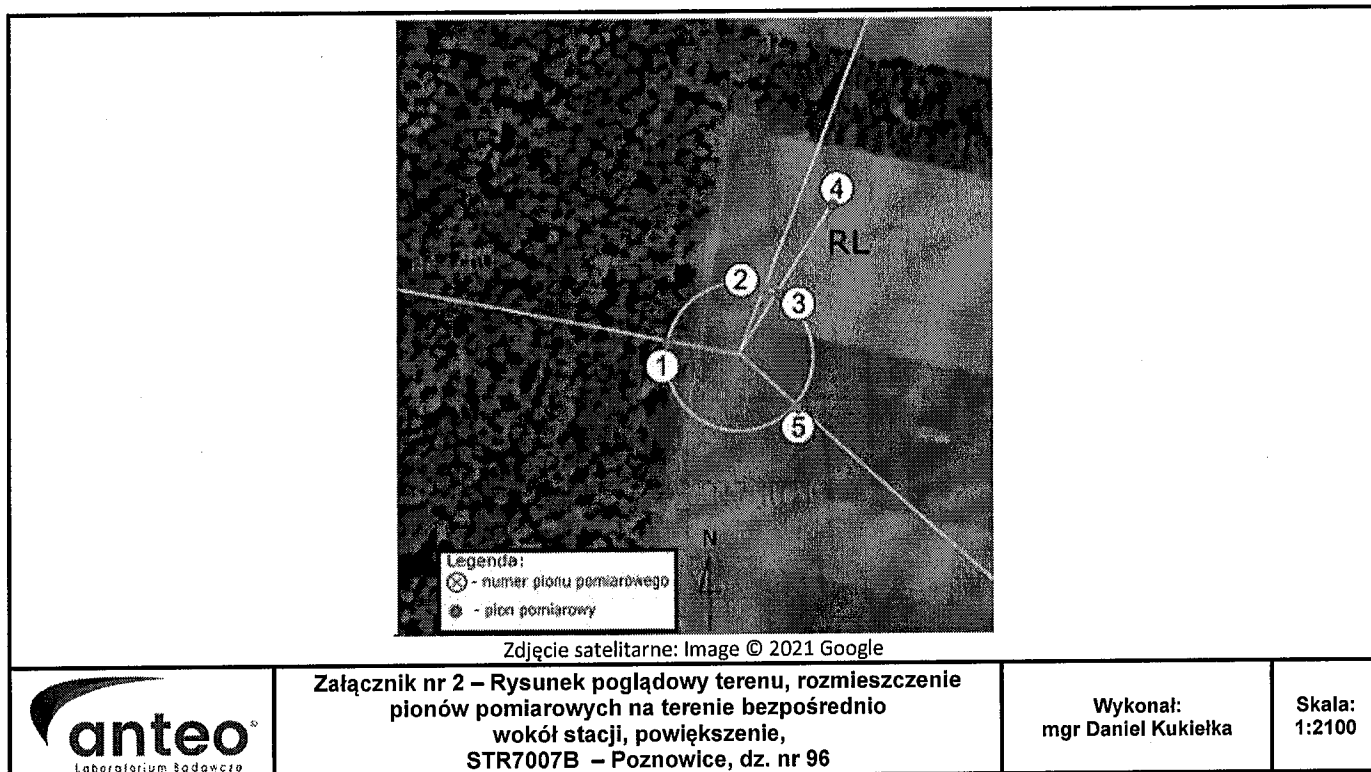 4
RL
2
3
1
5
N
Legenda:
⊗ - numer pionu pomiarowego
- pion pomiarowy
Zdjęcie satelitarne: Image © 2021 Google
anteo®
Laboratorium Badawcze
Załącznik nr 2 – Rysunek poglądowy terenu, rozmieszczenie
pionów pomiarowych na terenie bezpośrednio
wokół stacji, powiększenie,
STR7007B – Poznowice, dz. nr 96
Wykonał:
mgr Daniel Kukiełka
Skala:
1:2100